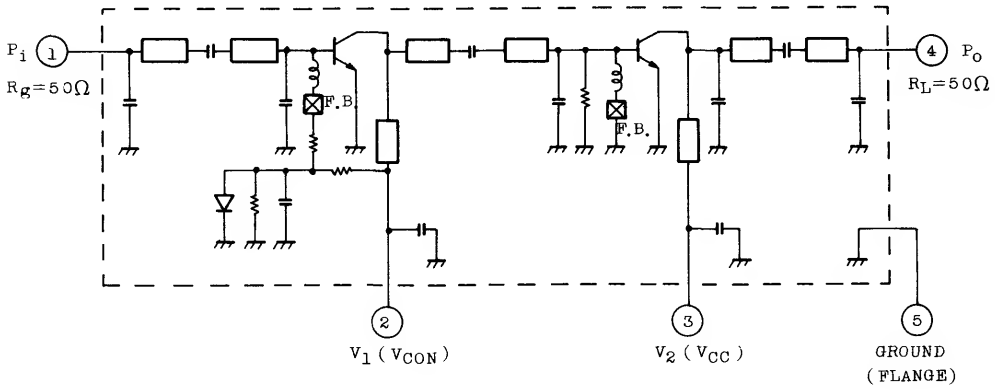 Pi
1
Rg=50Ω
F.B.
F.B.
4
Po
RL=50Ω
2
V1(VCON)
3
V2(VCC)
5
GROUND
(FLANGE)